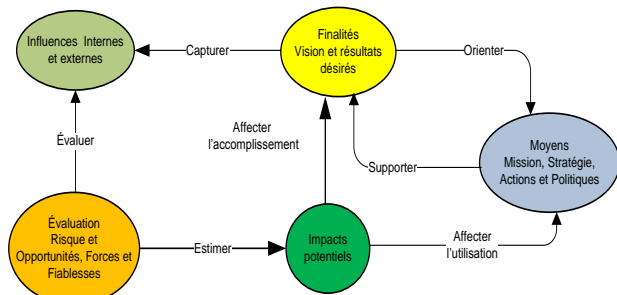 Influences Internes
et externes
Capturer
Finalités
Vision et résultats
désirés
Orienter
Évaluer
Affecter
l'accomplissement
Supporter
Moyens
Mission, Stratégie,
Actions et Politiques
Évaluation
Risque et
Opportunités, Forces et
Fiablesses
Estimer
Impacts
potentiels
Affecter
l'utilisation